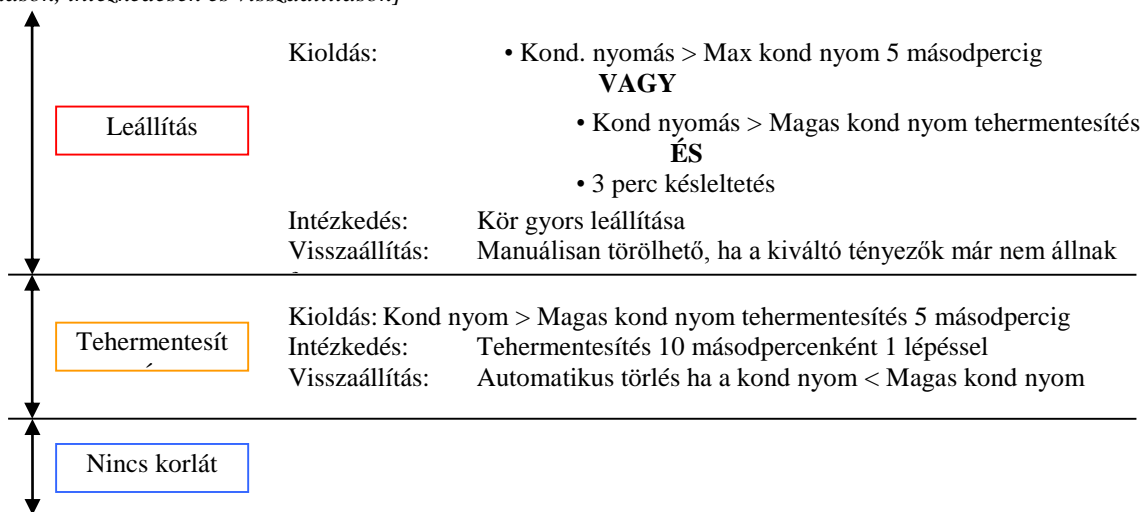 Kioldás: • Kond. nyomás > Max kond nyom 5 másodpercig
VAGY
Leállítás
• Kond nyomás > Magas kond nyom tehermentesítés
ÉS
• 3 perc késleltetés
Intézkedés: Kör gyors leállítása
Visszaállítás: Manuálisan törölhető, ha a kiváltó tényezők már nem állnak
Kioldás: Kond nyom > Magas kond nyom tehermentesítés 5 másodpercig
Tehermentesít
Intézkedés: Tehermentesítés 10 másodpercenként 1 lépéssel
Visszaállítás: Automatikus törlés ha a kond nyom < Magas kond nyom
Nincs korlát